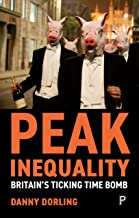 PEAK
INEQUALITY
BRITAIN'S TICKING TIME BOMB
DANNY DORLING
P